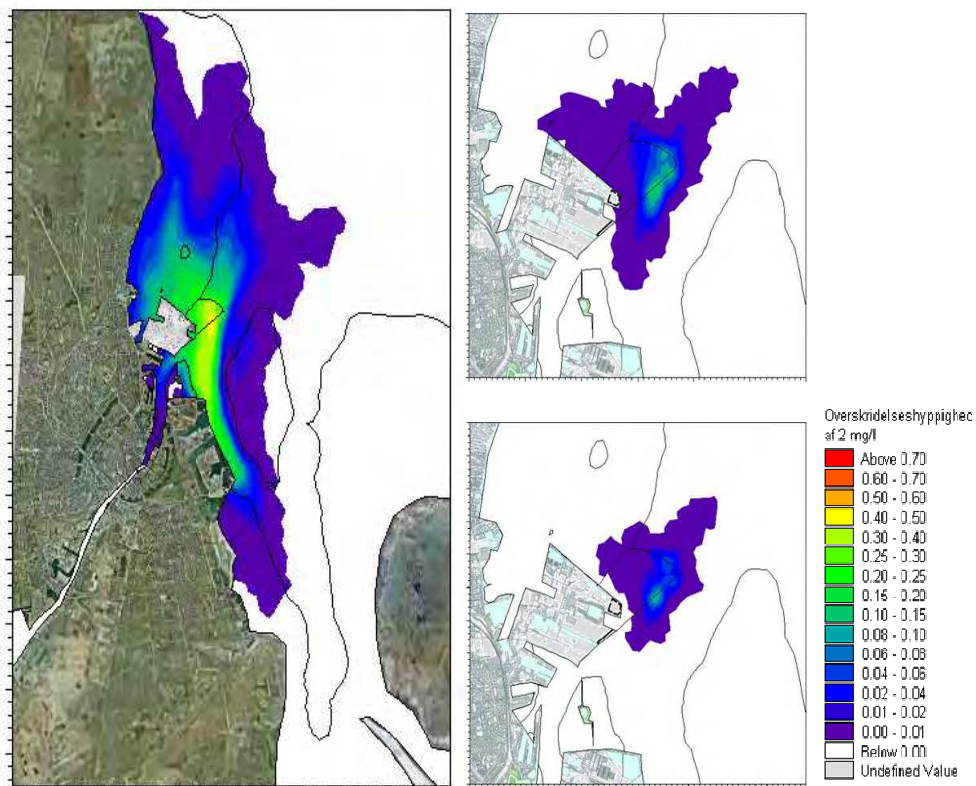 Overskridelseshyppighed
af 2 mg/l
Above 0.70
0.60 - 0.70
0.50 - 0.60
0.40 - 0.50
0.30 - 0.40
0.25 - 0.30
0.20 - 0.25
0.15 - 0.20
0.10 - 0.15
0.08 - 0.10
0.06 - 0.08
0.04 - 0.06
0.02 - 0.04
0.01 - 0.02
0.00 - 0.01
Below 0.00
Undefined Value